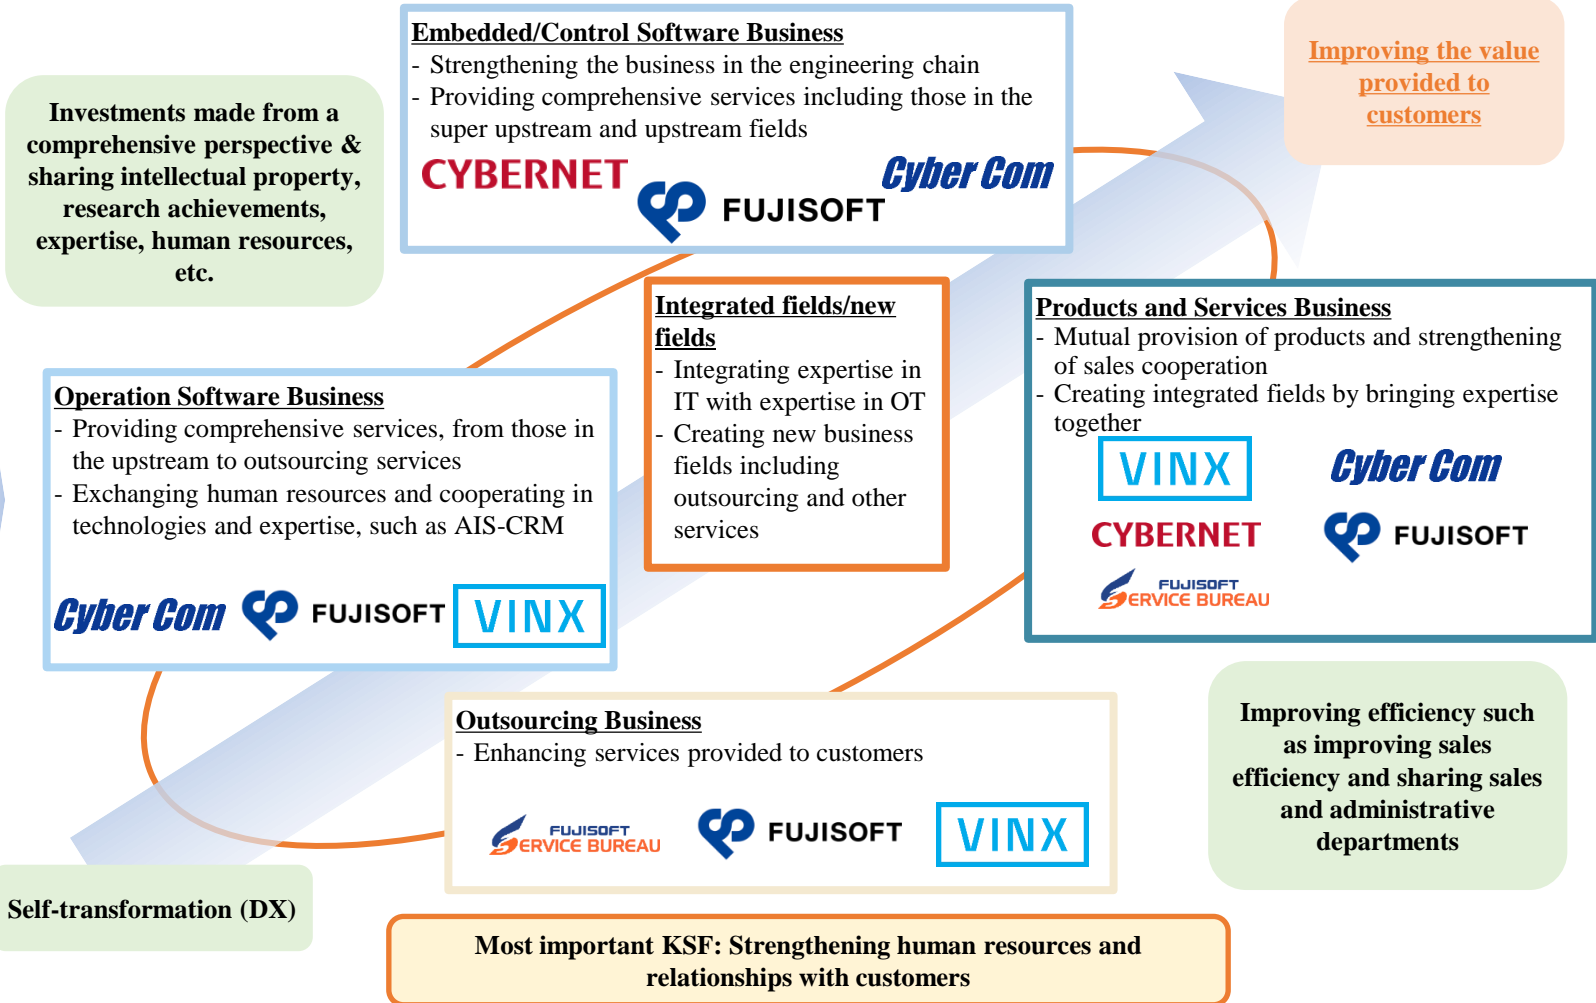 Embedded/Control Software Business
- Strengthening the business in the engineering chain
- Providing comprehensive services including those in the
super upstream and upstream fields
CYBERNET
FUJISOFT
Cyber Com
Improving the value
provided to
customers
Investments made from a
comprehensive perspective &
sharing intellectual property,
research achievements,
expertise, human resources,
etc.
Integrated fields/new
fields
- Integrating expertise in
IT with expertise in OT
- Creating new business
fields including
outsourcing and other
services
Products and Services Business
- Mutual provision of products and strengthening
of sales cooperation
- Creating integrated fields by bringing expertise
together
VINX
Cyber Com
CYBERNET
FUJISOFT
FUJISOFT
SERVICE BUREAU
Operation Software Business
- Providing comprehensive services, from those in
the upstream to outsourcing services
- Exchanging human resources and cooperating in
technologies and expertise, such as AIS-CRM
Cyber Com
FUJISOFT
VINX
Outsourcing Business
- Enhancing services provided to customers
FUJISOFT
SERVICE BUREAU
FUJISOFT
VINX
Improving efficiency such
as improving sales
efficiency and sharing sales
and administrative
departments
Self-transformation (DX)
Most important KSF: Strengthening human resources and
relationships with customers